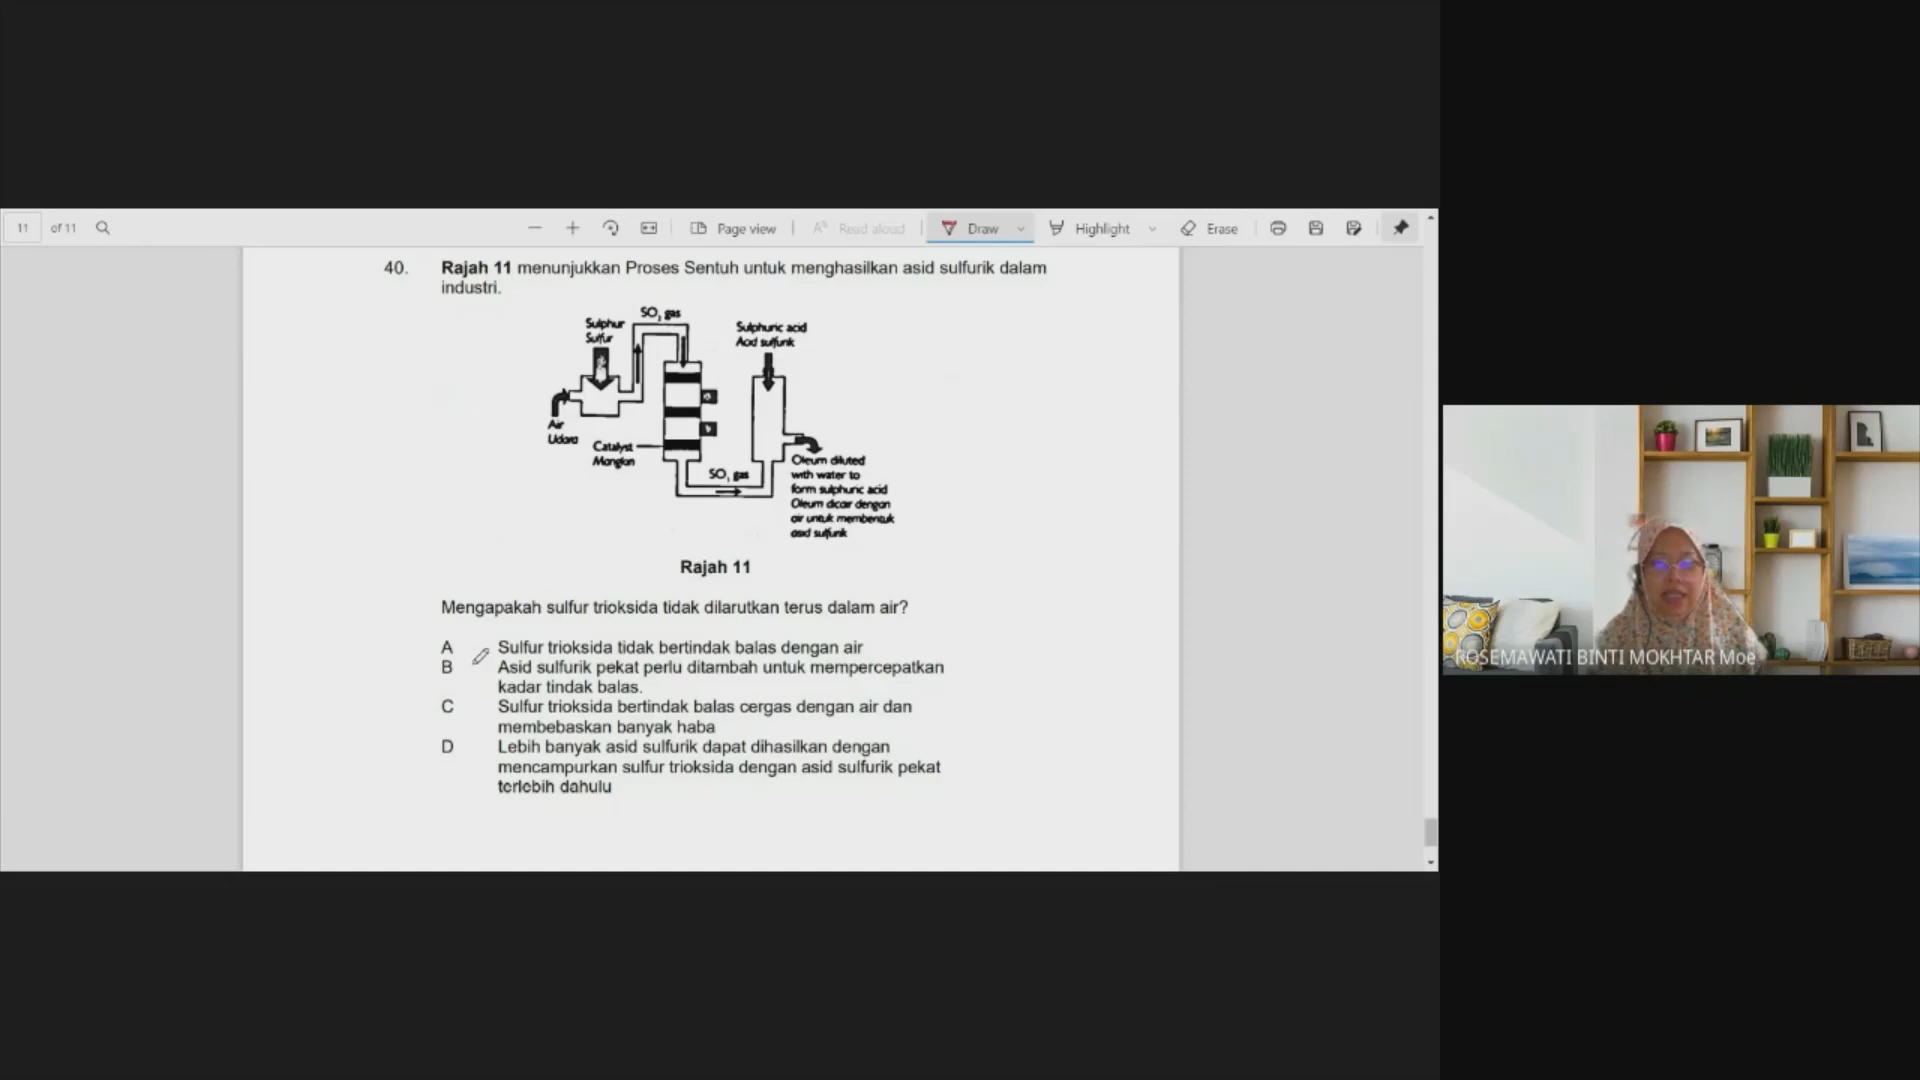 11 of 11 Page view Read aloud Draw Highlight Erase
40. Rajah 11 menunjukkan Proses Sentuh untuk menghasilkan asid sulfurik dalam
industri.
SO₂ gas
Sulphur
Sulfur
Sulphuric acid
Asid sulfurik
Air
Udara
Catalyst
Mangkin
SO₃ gas
Oleum diluted
with water to
form sulphuric acid
Oleum dicair dengan
air untuk membentuk
asid sulfurik
Rajah 11
Mengapakah sulfur trioksida tidak dilarutkan terus dalam air?
A Sulfur trioksida tidak bertindak balas dengan air
B Asid sulfurik pekat perlu ditambah untuk mempercepatkan
kadar tindak balas.
C Sulfur trioksida bertindak balas cergas dengan air dan
membebaskan banyak haba
D Lebih banyak asid sulfurik dapat dihasilkan dengan
mencampurkan sulfur trioksida dengan asid sulfurik pekat
terlebih dahulu
ROSEMAWATI BINTI MOKHTAR Moe